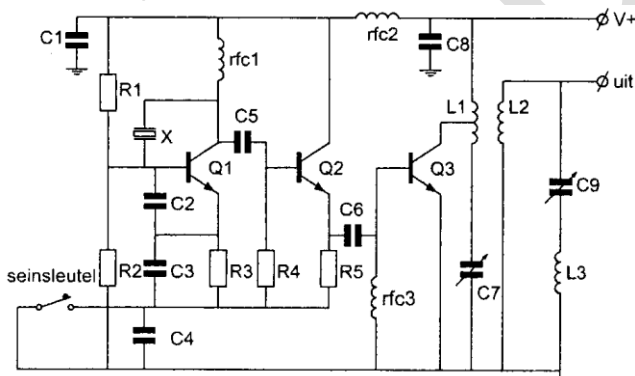 V+
C1
rfc1
rfc2
C8
R1
uit
L1
L2
X
C5
Q1
Q2
Q3
C9
C2
C6
seinsleutel
R2
C3
R3
R4
R5
rfc3
C7
L3
C4